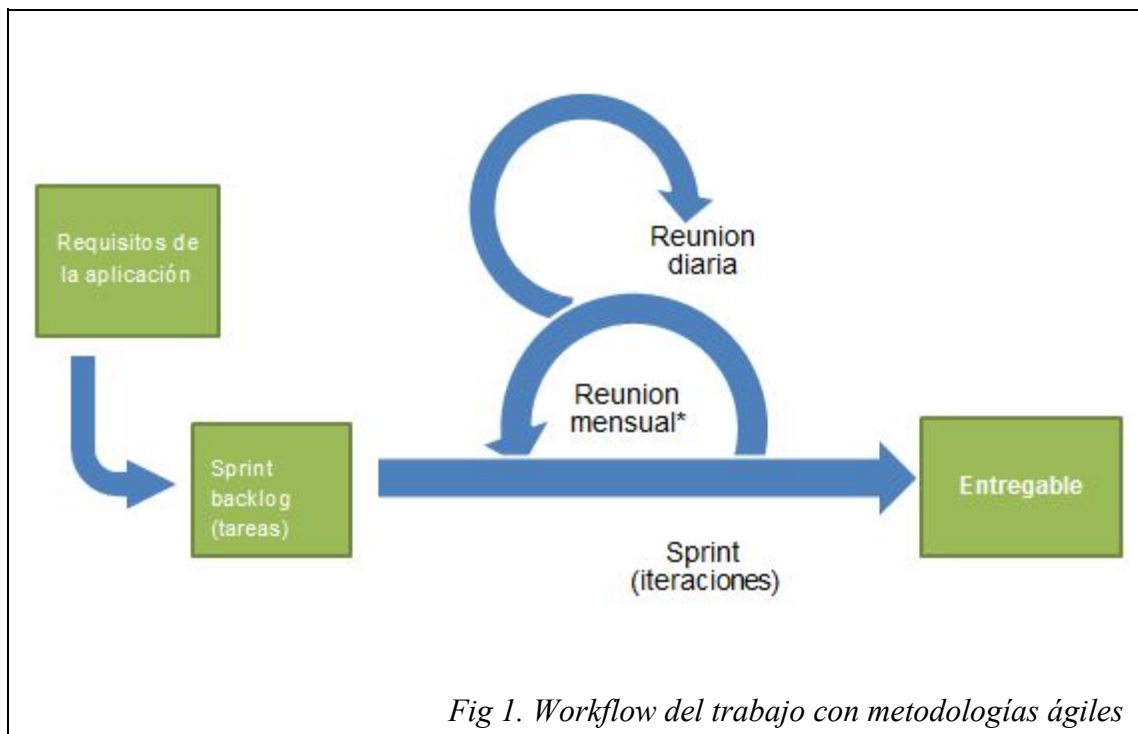 Requisitos de
la aplicación
Reunion
diaria
Reunion
mensual*
Sprint
backlog
(tareas)
Sprint
(iteraciones)
Entregable
Fig 1. Workflow del trabajo con metodologías ágiles